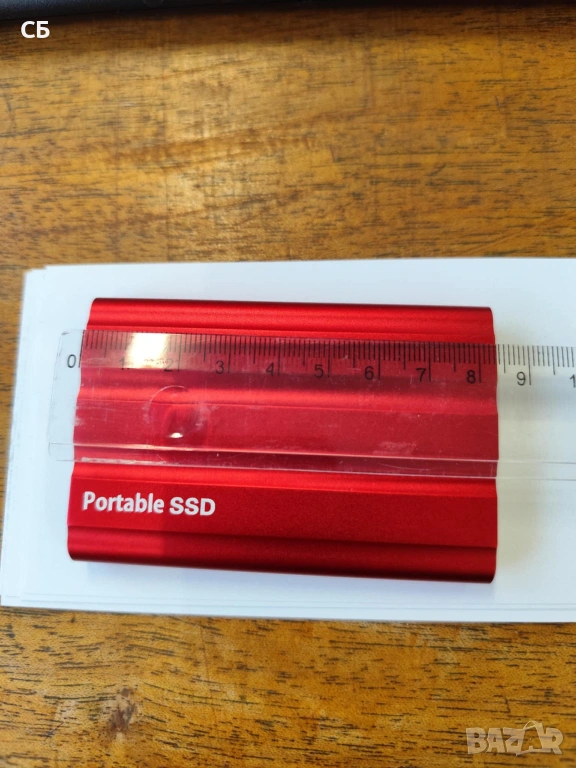 СБ
0 1 2 3 4 5 6 7 8 9 1
Portable SSD
BAZAR